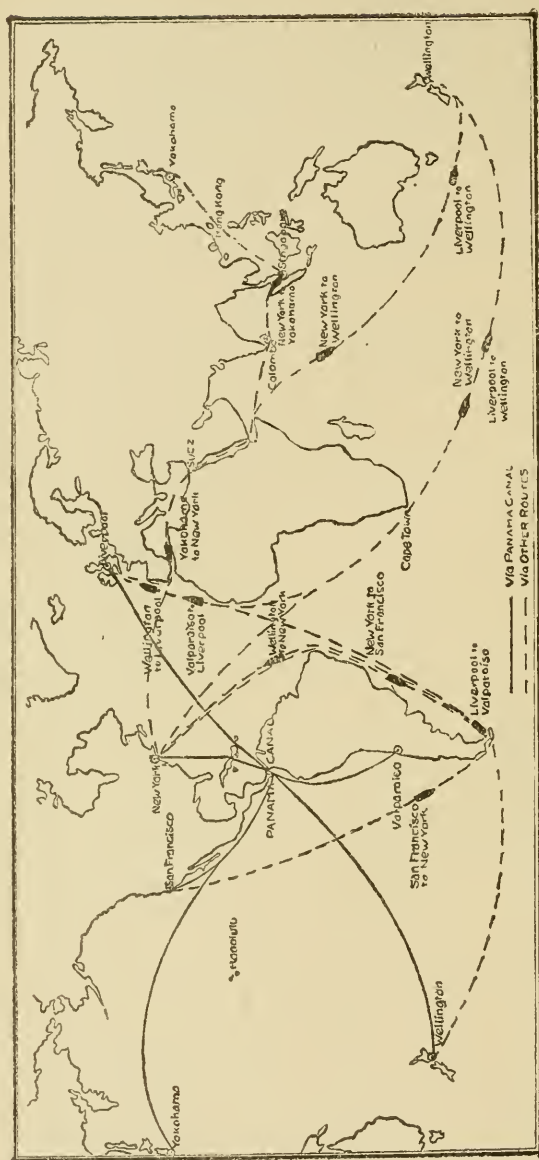 Yokohama
Honolulu
San Francisco
New York
PANAMA CANAL
Wellington
San Francisco
to New York
Valparaiso
Liverpool to
Valparaiso
New York to
San Francisco
Wellington
to New York
Valparaiso to
Liverpool
Wellington
to Liverpool
Liverpool
Yokohama
to New York
Suez
Cape Town
Colombo
New York to
Yokohama
Hong Kong
Yokohama
New York to
Wellington
New York to
Wellington
Liverpool to
Wellington
Liverpool to
Wellington
Wellington
Via PANAMA CANAL
Via OTHER ROUTES